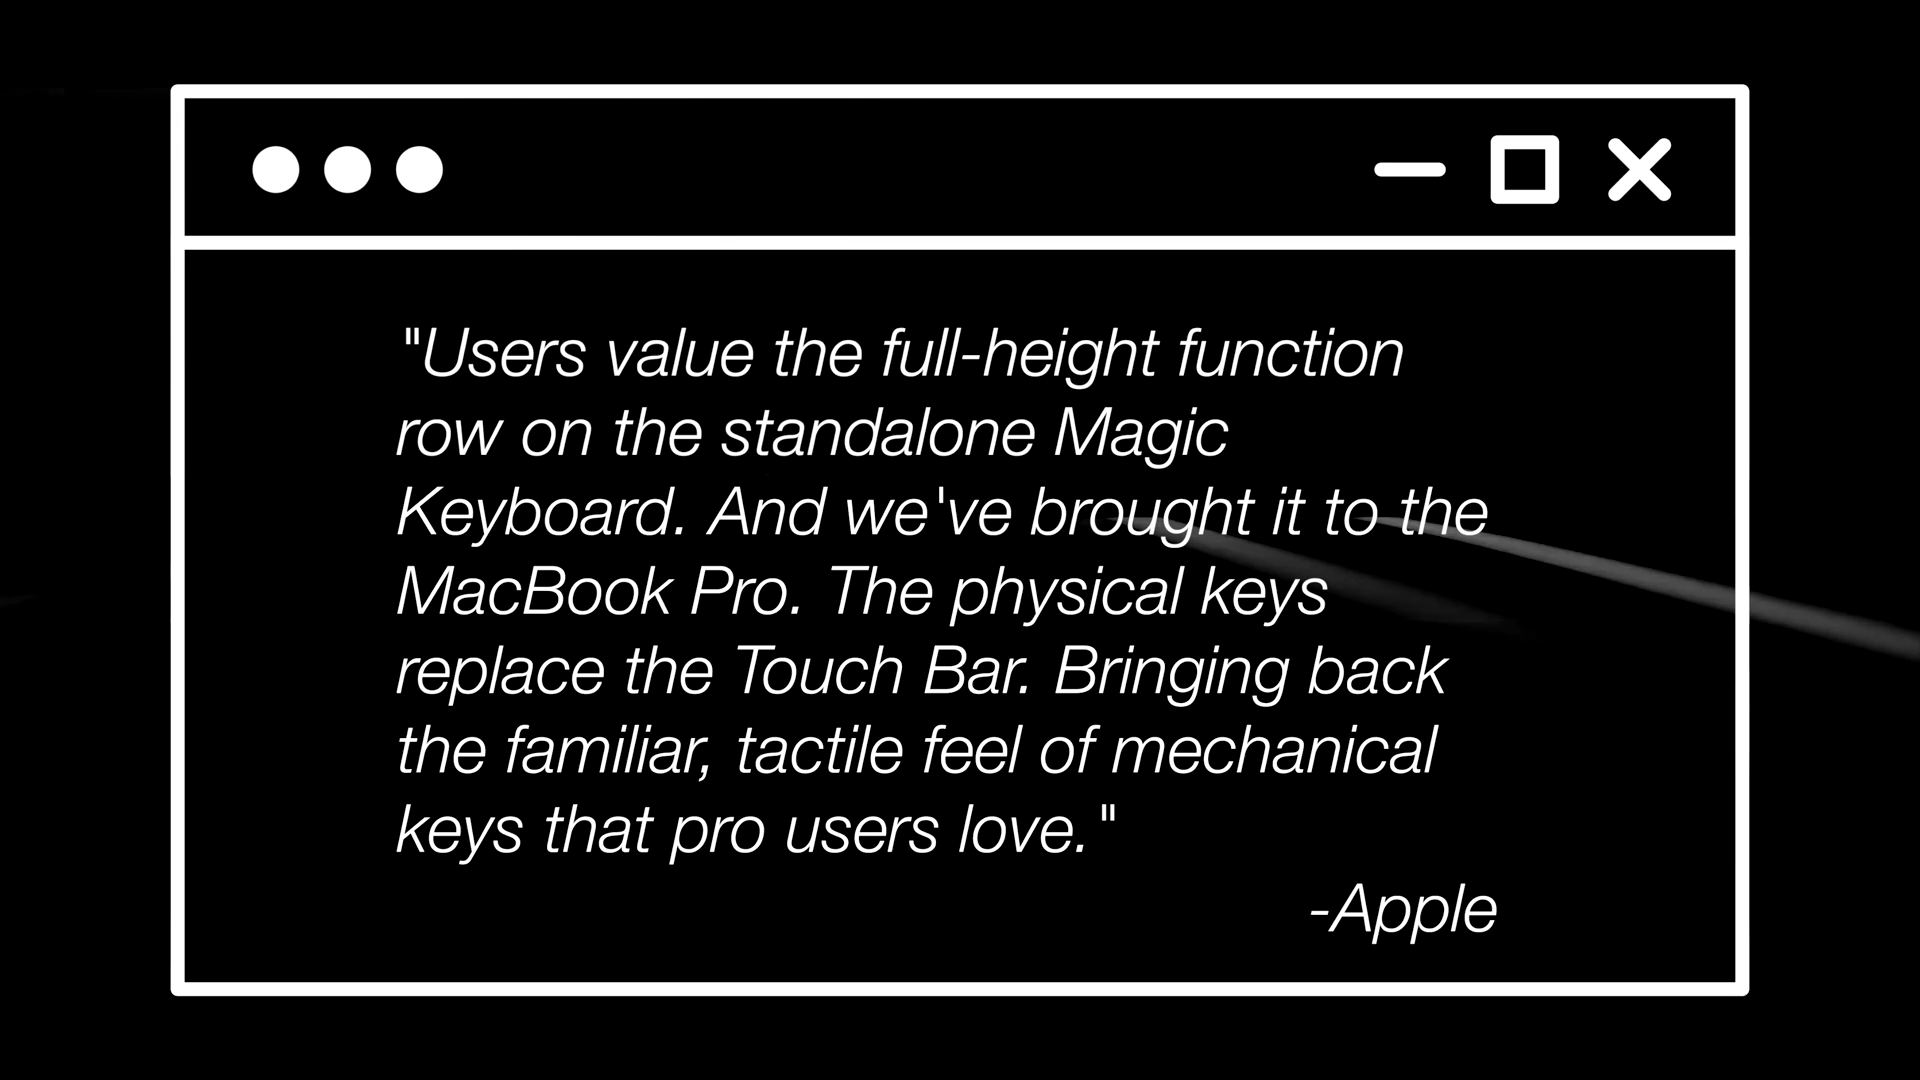 "Users value the full-height function
row on the standalone Magic
Keyboard. And we've brought it to the
MacBook Pro. The physical keys
replace the Touch Bar. Bringing back
the familiar, tactile feel of mechanical
keys that pro users love."
-Apple